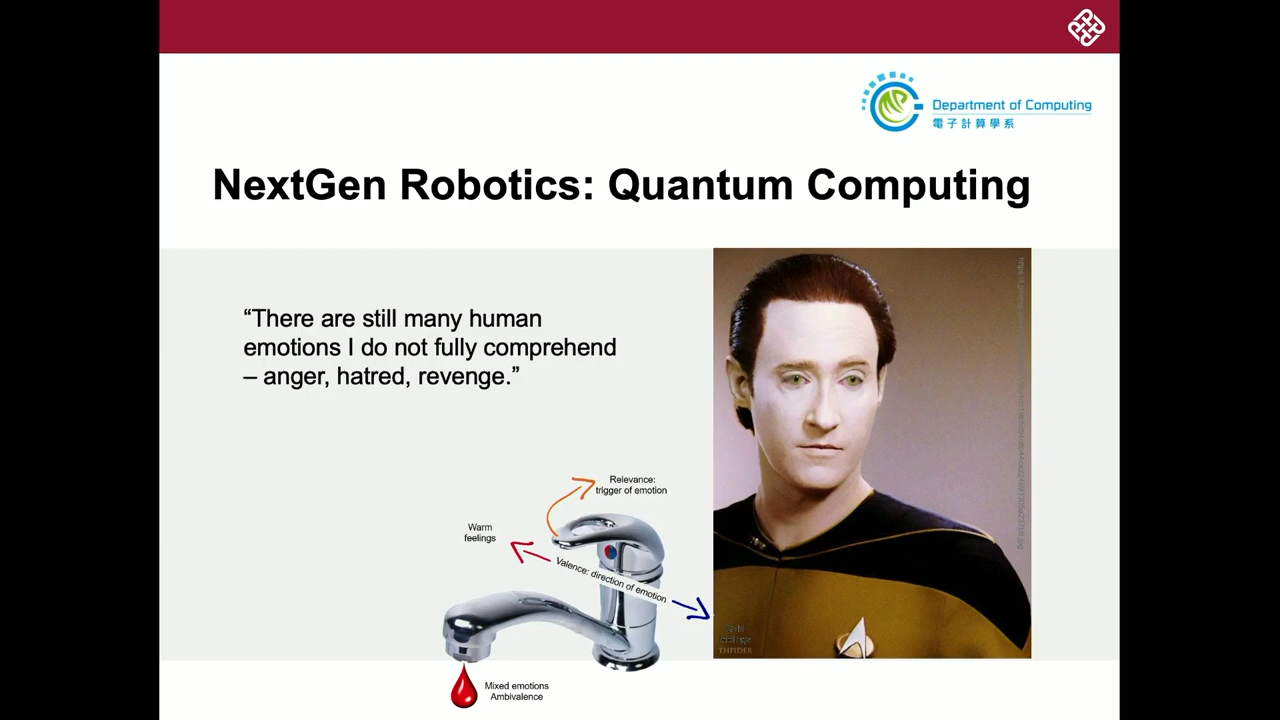 Department of Computing
電子計算學系
NextGen Robotics: Quantum Computing
“There are still many human
emotions I do not fully comprehend
– anger, hatred, revenge.”
Relevance:
trigger of emotion
Warm
feelings
Valence: direction of emotion
Mixed emotions
Ambivalence
THPIDER